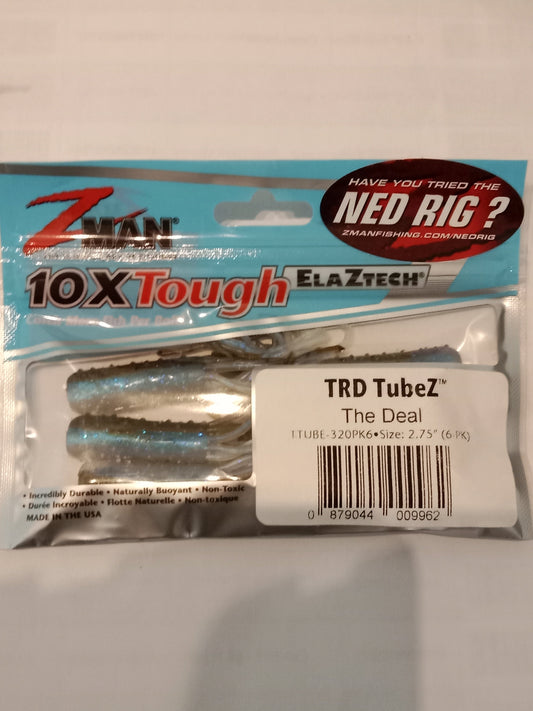 HAVE YOU TRIED THE
NED RIG?
ZMANFISHING.COM/NEDRIG
ZMAN®
10X Tough ELAZTECH®
TRD TubeZ™
The Deal
TTUBE-320PK6•Size: 2.75" (6-PK)
0 879044 009962
• Incredibly Durable • Naturally Buoyant • Non-Toxic
• Durée Incroyable • Flotte Naturelle • Non-toxique
MADE IN THE USA